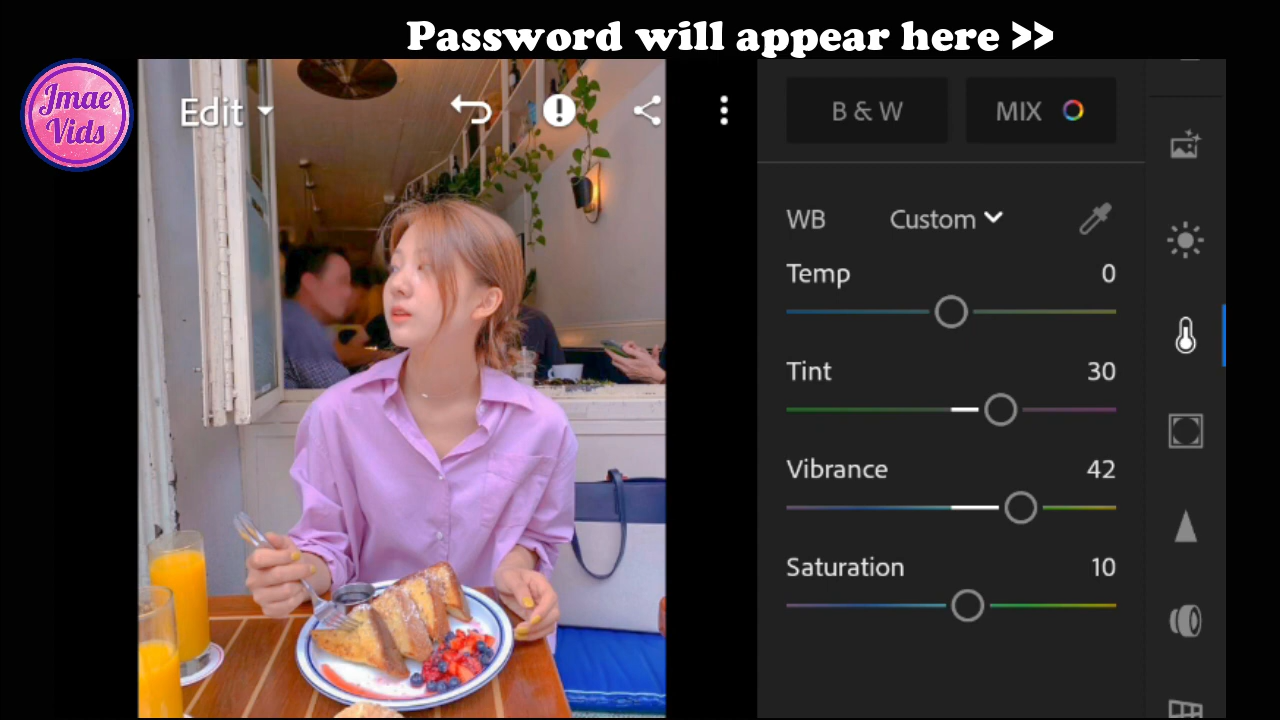 Password will appear here >>
Jmae
Vids
Edit
B & W
MIX
WB
Custom
Temp
0
Tint
30
Vibrance
42
Saturation
10